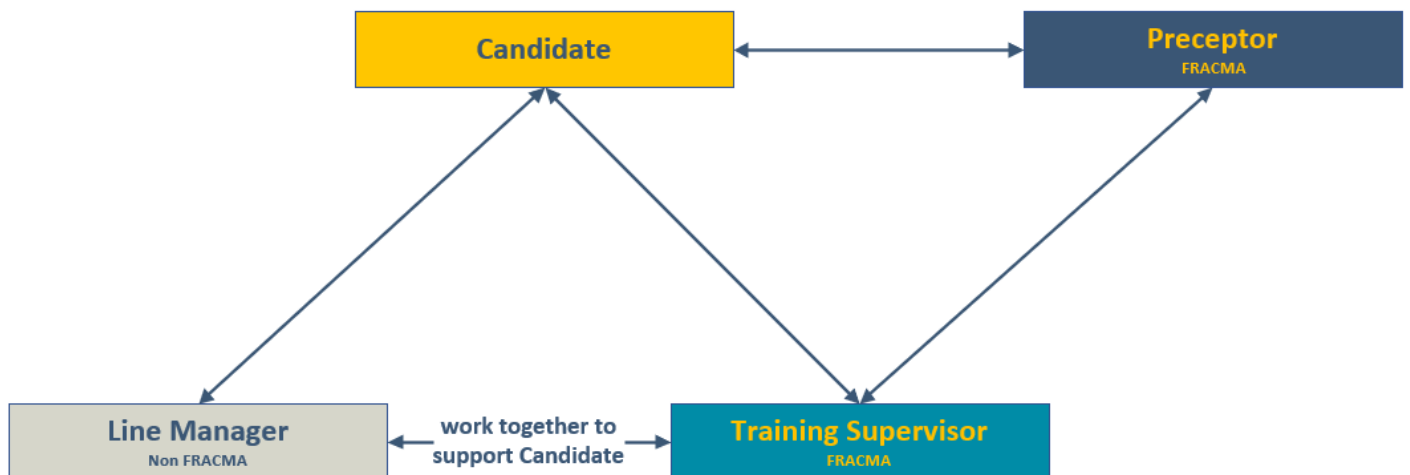 Candidate
Preceptor
FRACMA
Line Manager
Non FRACMA
work together to
support Candidate
Training Supervisor
FRACMA